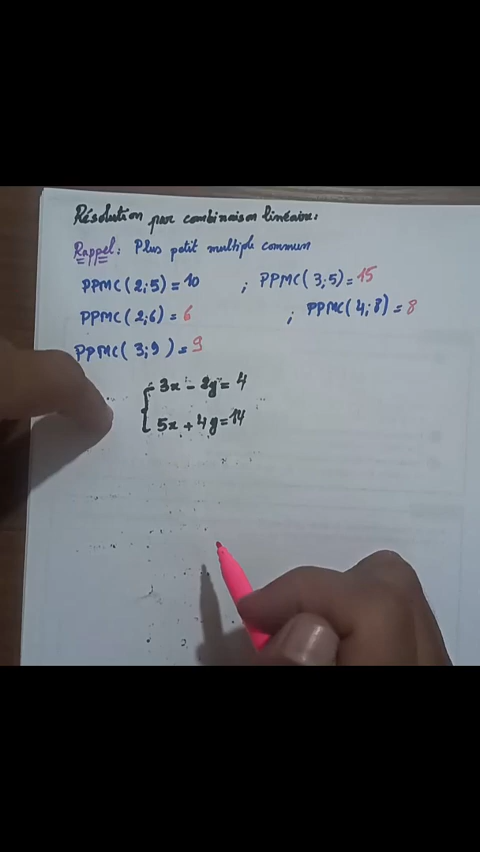 Résolution par combinaison linéaire:
Rappel: Plus petit multiple commun
PPMC(2;5)=10 ; PPMC(3;5)=15
PPMC(2;6)=6 ; PPMC(4;8)=8
PPMC(3;9)=9
{ 3x - 2y = 4
5x + 4y = 14